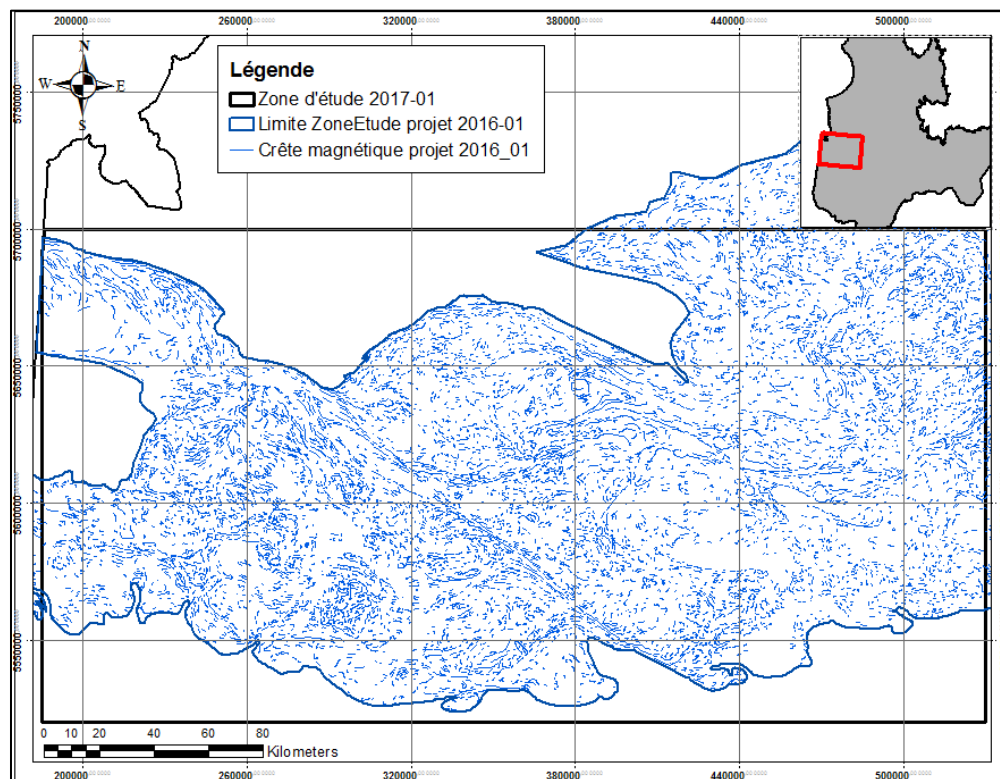 200000 260000 320000 380000 440000 500000
N
W E
S
Légende
Zone d'étude 2017-01
Limite ZoneEtude projet 2016-01
Crête magnétique projet 2016_01
5750000
5700000
5650000
5600000
5550000
0 10 20 40 60 80
Kilometers
200000 260000 320000 380000 440000 500000